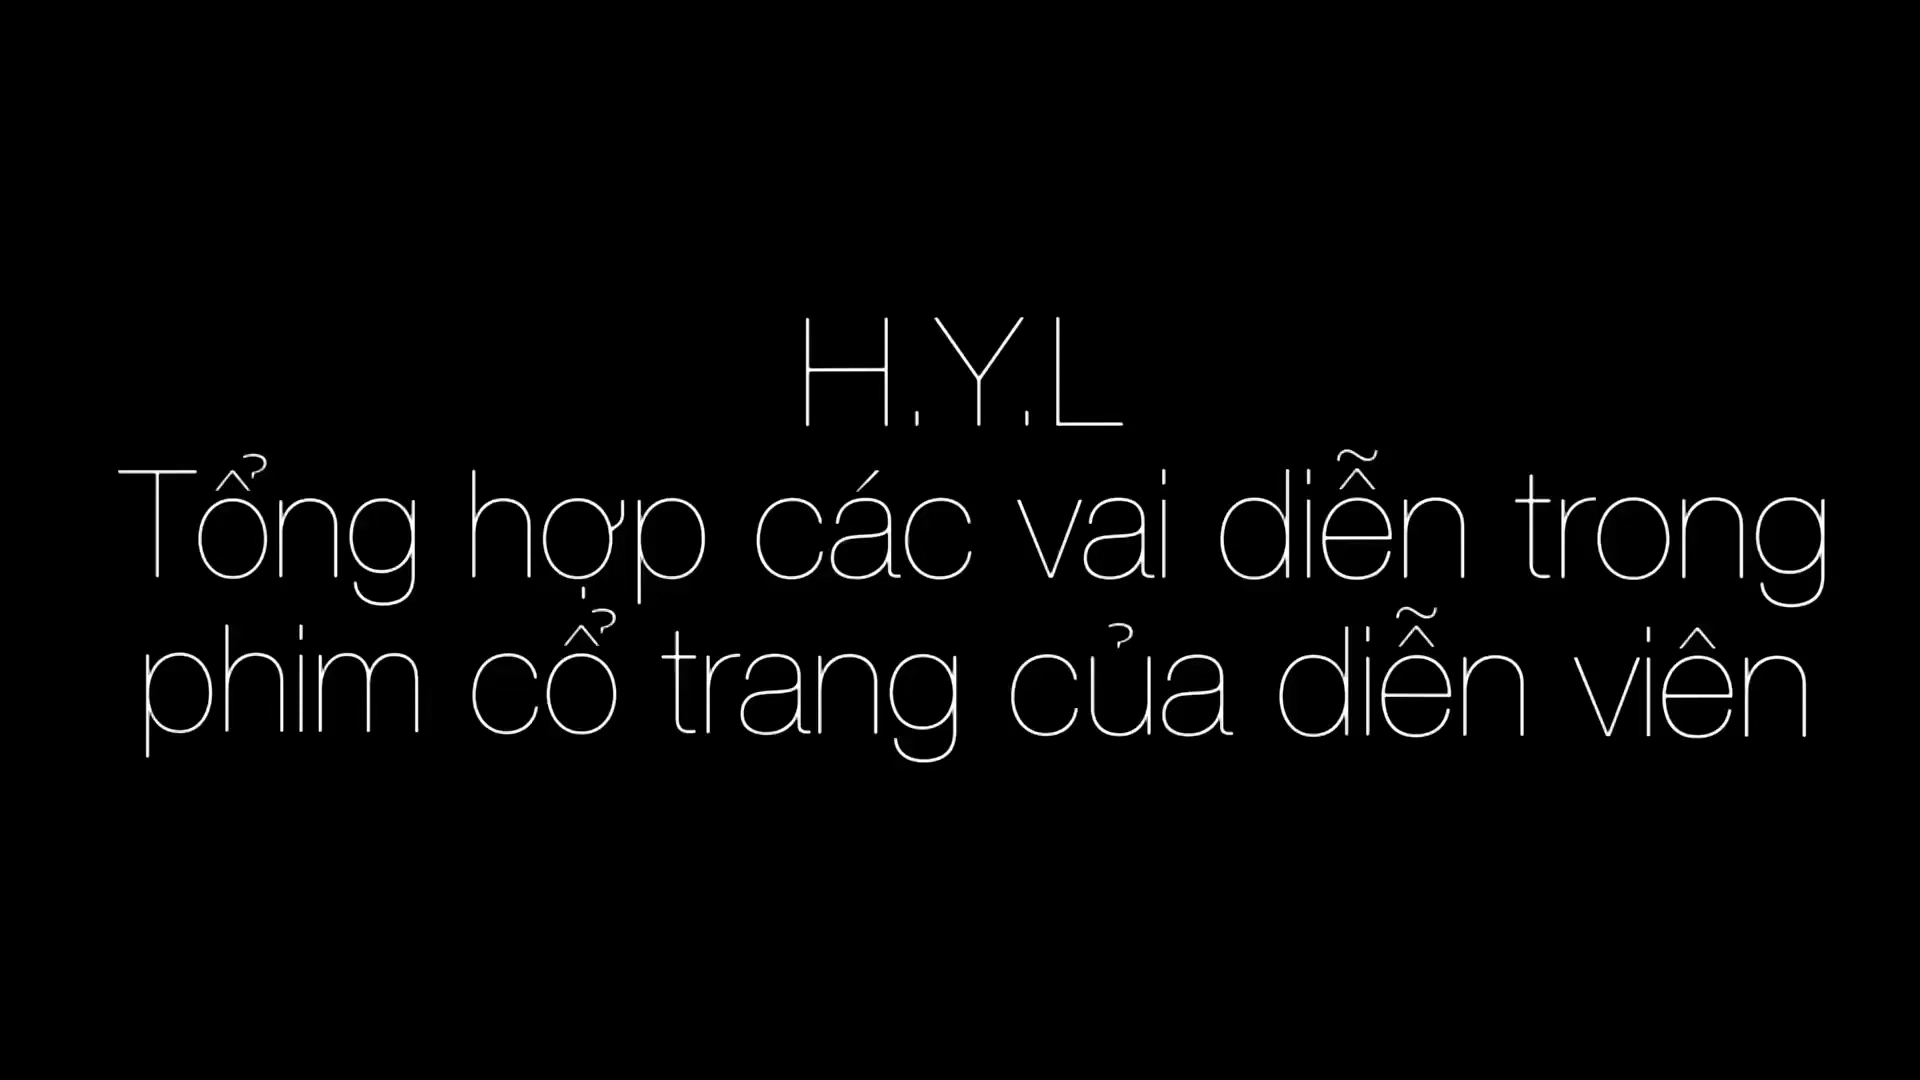 H.Y.L
Tổng hợp các vai diễn trong
phim cổ trang của diễn viên